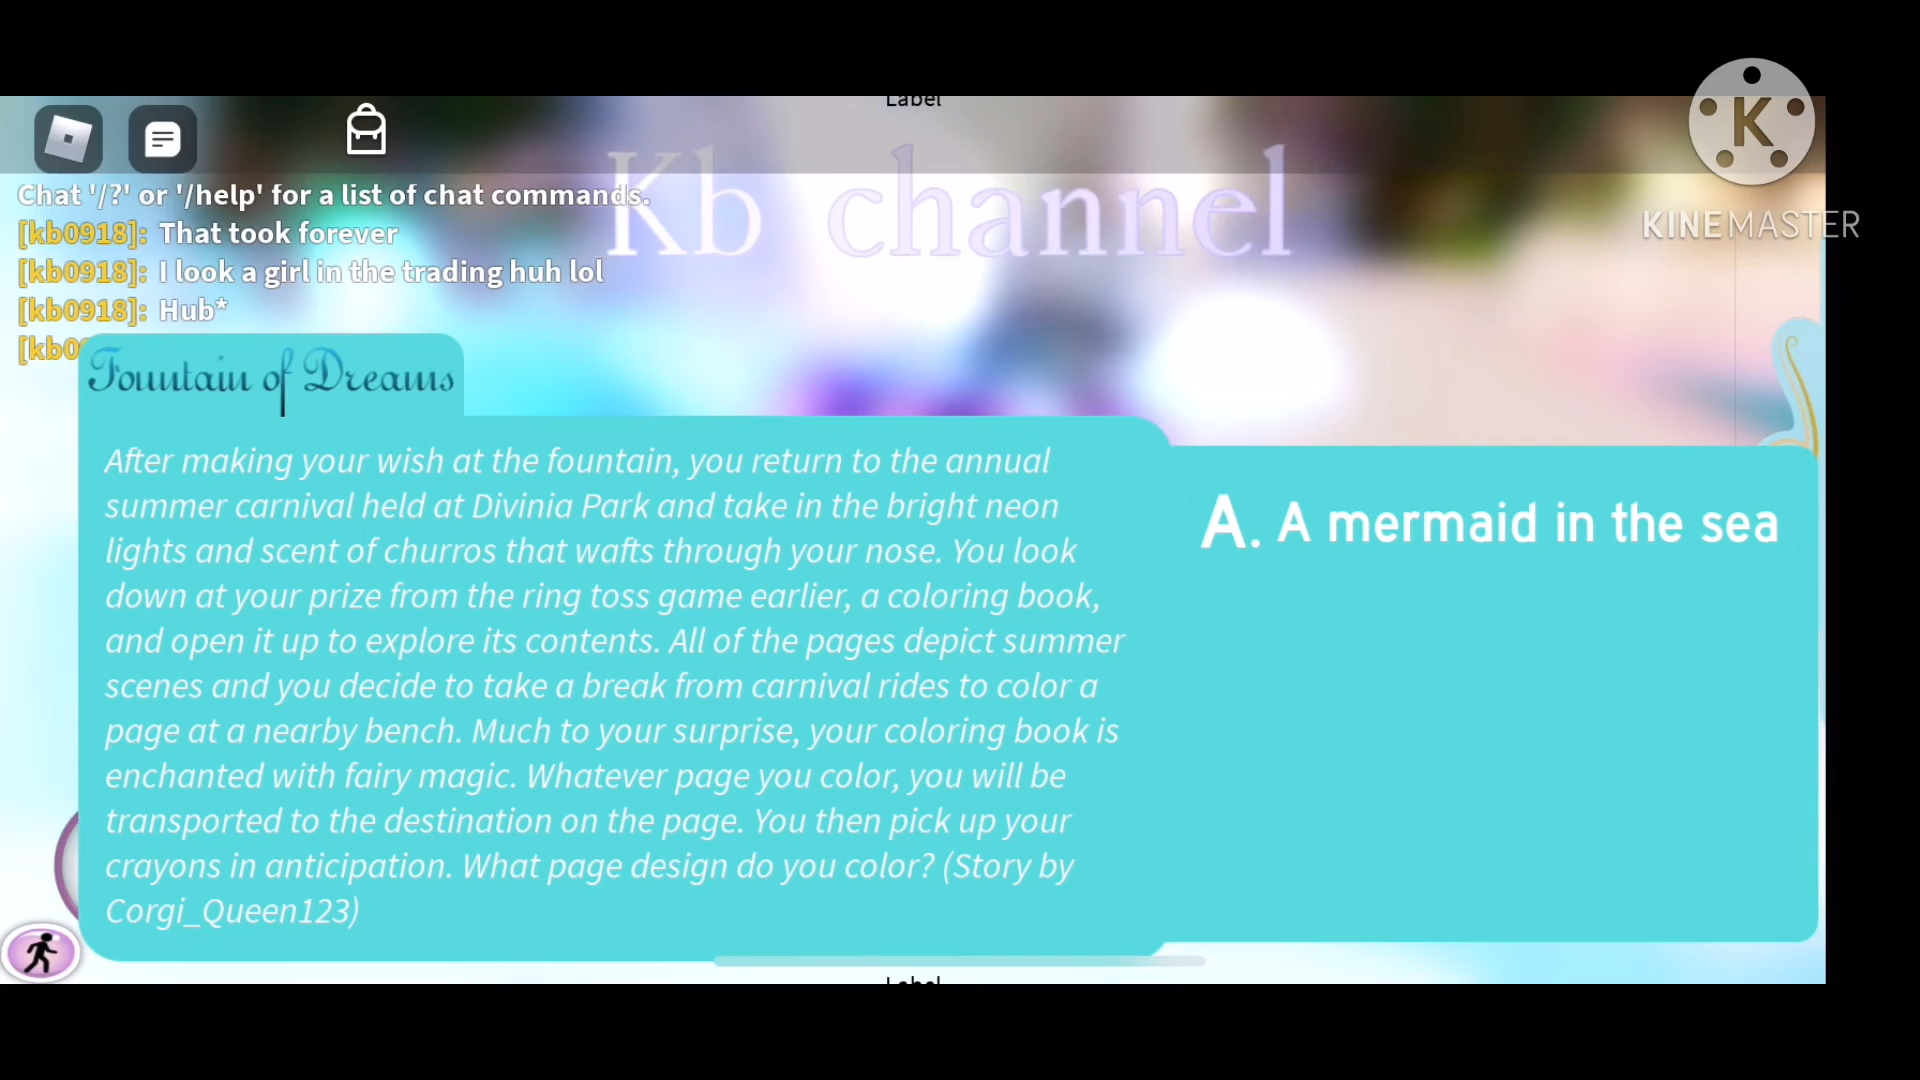 Label
K
KINEMASTER
Kb channel
Chat '/?' or '/help' for a list of chat commands.
[kb0918]: That took forever
[kb0918]: I look a girl in the trading huh lol
[kb0918]: Hub*
Fountain of Dreams
After making your wish at the fountain, you return to the annual
summer carnival held at Divinia Park and take in the bright neon
lights and scent of churros that wafts through your nose. You look
down at your prize from the ring toss game earlier, a coloring book,
and open it up to explore its contents. All of the pages depict summer
scenes and you decide to take a break from carnival rides to color a
page at a nearby bench. Much to your surprise, your coloring book is
enchanted with fairy magic. Whatever page you color, you will be
transported to the destination on the page. You then pick up your
crayons in anticipation. What page design do you color? (Story by
Corgi_Queen123)
A. A mermaid in the sea
Label